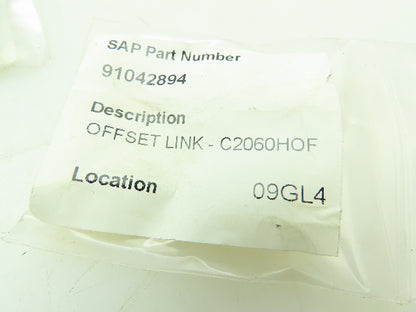 SAP Part Number
91042894
Description
OFFSET LINK - C2060HOF
Location 09GL4